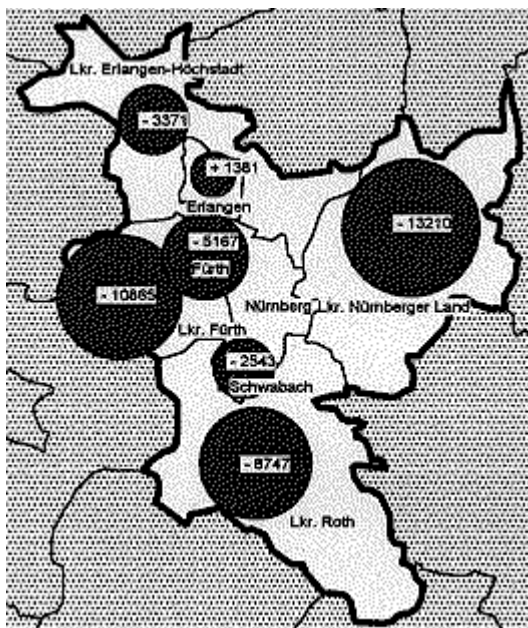 Lkr. Erlangen-Höchstadt
- 3371
+ 1381
Erlangen
- 5167
Fürth
- 13210
- 10865
Nürnberg
Lkr. Nürnberger Land
Lkr. Fürth
- 2543
Schwabach
- 8747
Lkr. Roth